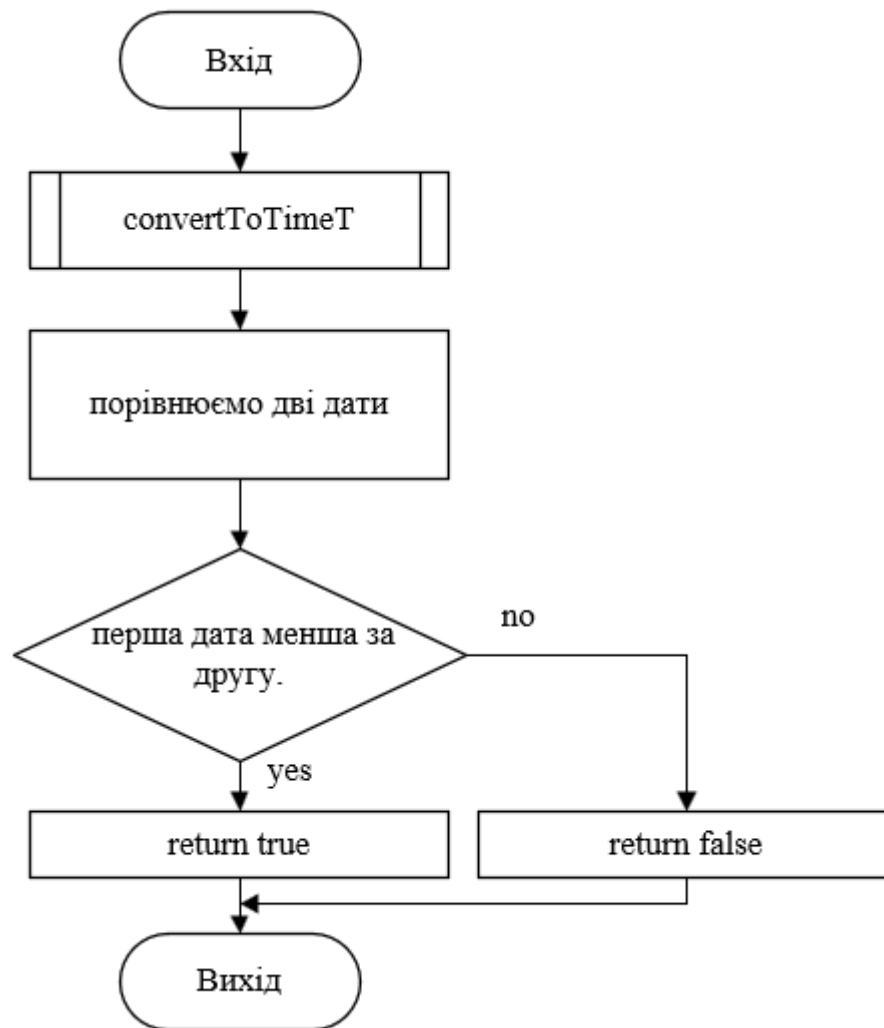 Вхід
convertToTimeT
порівнюємо дві дати
перша дата менша за
другу.
no
yes
return true
return false
Вихід